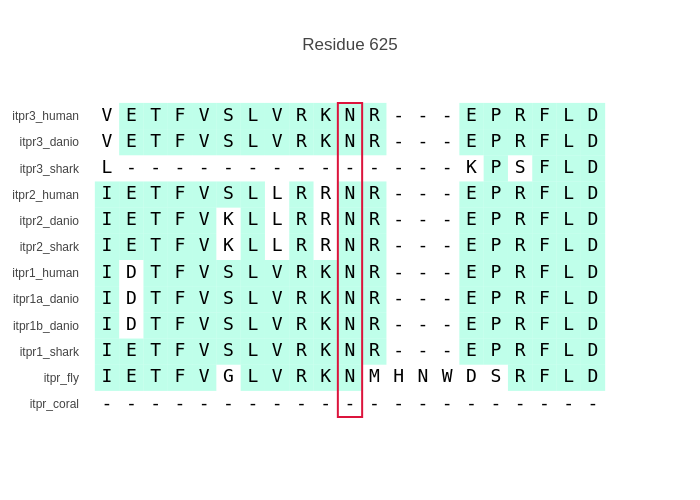 Residue 625
itpr3_human V E T F V S L V R K N R - - - E P R F L D
itpr3_danio V E T F V S L V R K N R - - - E P R F L D
itpr3_shark L - - - - - - - - - - - - - - K P S F L D
itpr2_human I E T F V S L L R R N R - - - E P R F L D
itpr2_danio I E T F V K L L R R N R - - - E P R F L D
itpr2_shark I E T F V K L L R R N R - - - E P R F L D
itpr1_human I D T F V S L V R K N R - - - E P R F L D
itpr1a_danio I D T F V S L V R K N R - - - E P R F L D
itpr1b_danio I D T F V S L V R K N R - - - E P R F L D
itpr1_shark I E T F V S L V R K N R - - - E P R F L D
itpr_fly I E T F V G L V R K N M H N W D S R F L D
itpr_coral - - - - - - - - - - - - - - - - - - - - -